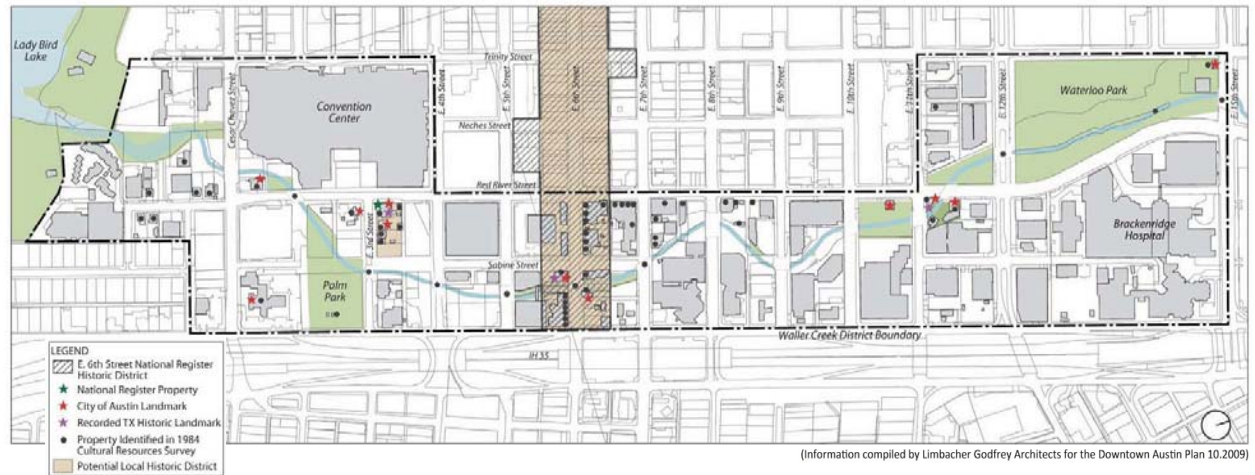 Lady Bird
Lake
Trinity Street
Cesar Chavez Street
Convention
Center
E. 4th Street
E. 5th Street
Neches Street
E. 6th Street
E. 7th Street
E. 8th Street
E. 9th Street
E. 10th Street
E. 11th Street
E. 12th Street
Waterloo Park
E. 15th Street
Red River Street
E. 3rd Street
Sabine Street
Palm
Park
Brackenridge
Hospital
Waller Creek District Boundary
IH 35
LEGEND
E. 6th Street National Register
Historic District
National Register Property
City of Austin Landmark
Recorded TX Historic Landmark
Property Identified in 1984
Cultural Resources Survey
Potential Local Historic District
(Information compiled by Limbacher Godfrey Architects for the Downtown Austin Plan 10.2009)